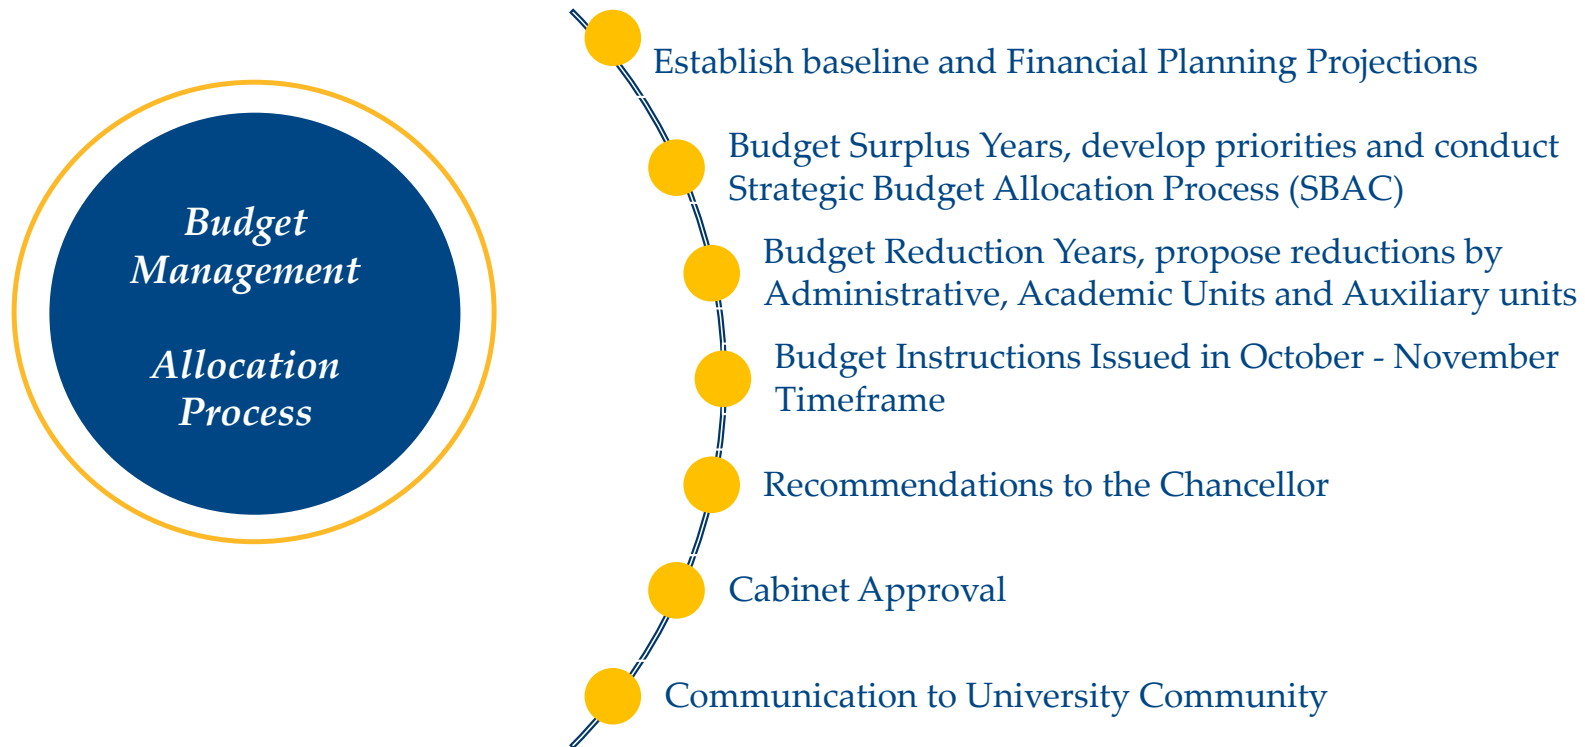 Budget
Management
Allocation
Process
Establish baseline and Financial Planning Projections
Budget Surplus Years, develop priorities and conduct
Strategic Budget Allocation Process (SBAC)
Budget Reduction Years, propose reductions by
Administrative, Academic Units and Auxiliary units
Budget Instructions Issued in October - November
Timeframe
Recommendations to the Chancellor
Cabinet Approval
Communication to University Community